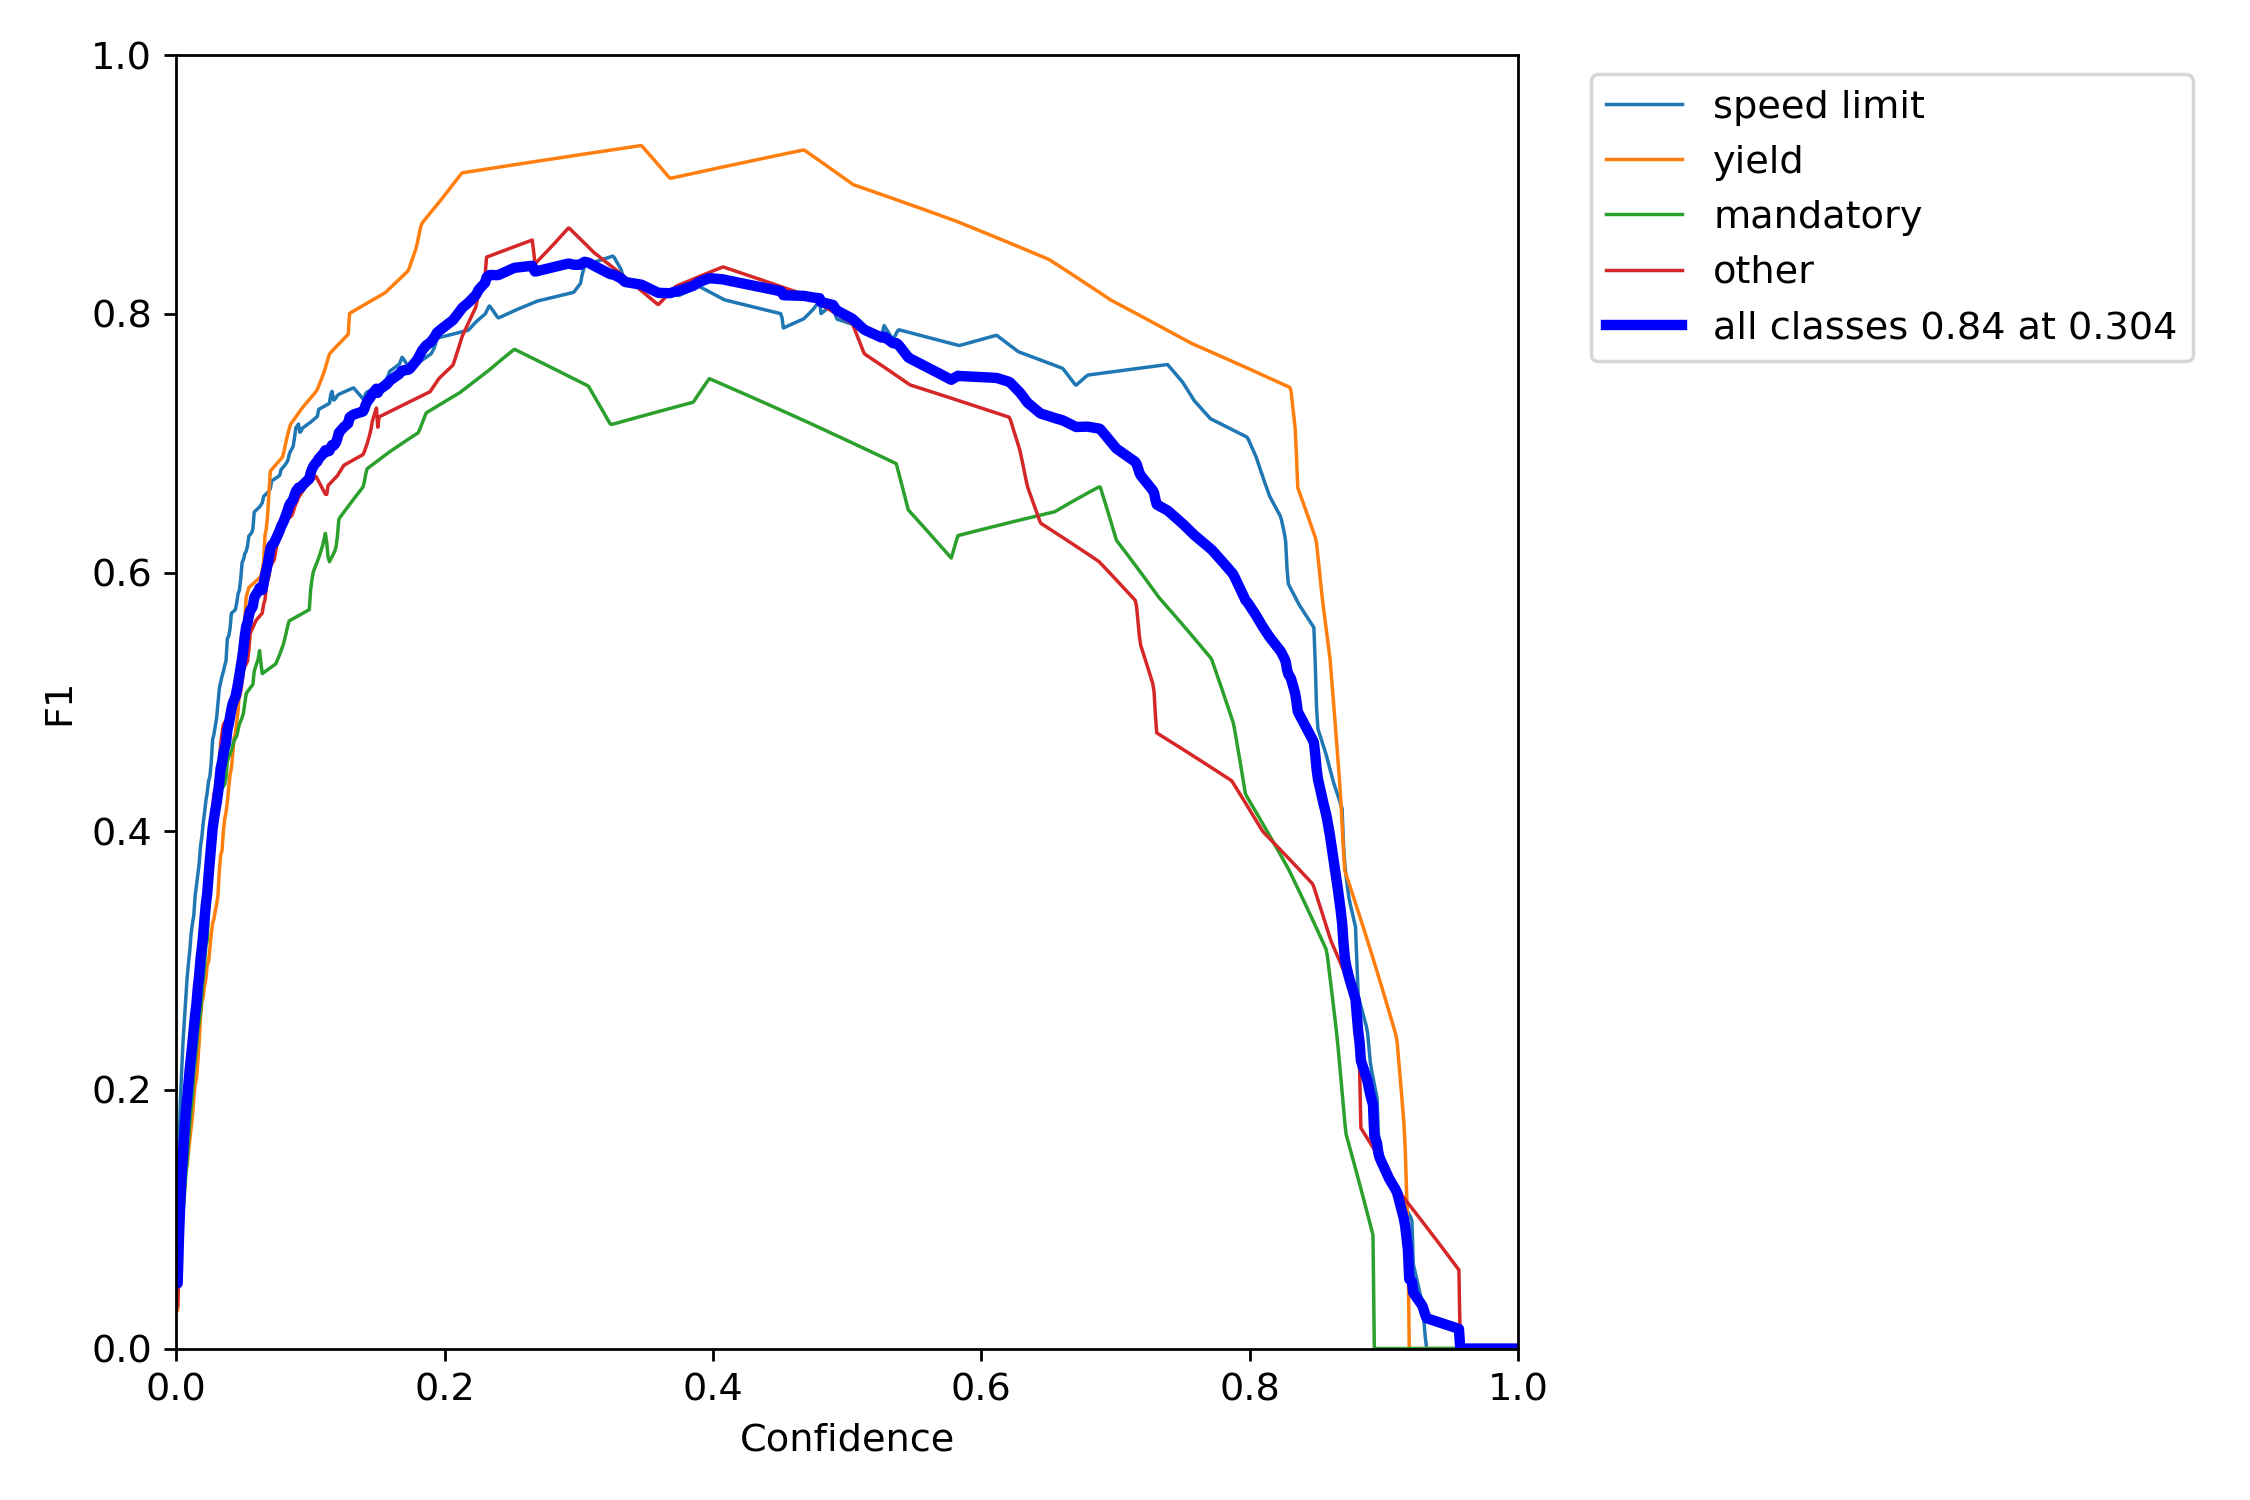 1.0
0.8
0.6
0.4
0.2
0.0
F1
0.0 0.2 0.4 0.6 0.8 1.0
Confidence
speed limit
yield
mandatory
other
all classes 0.84 at 0.304